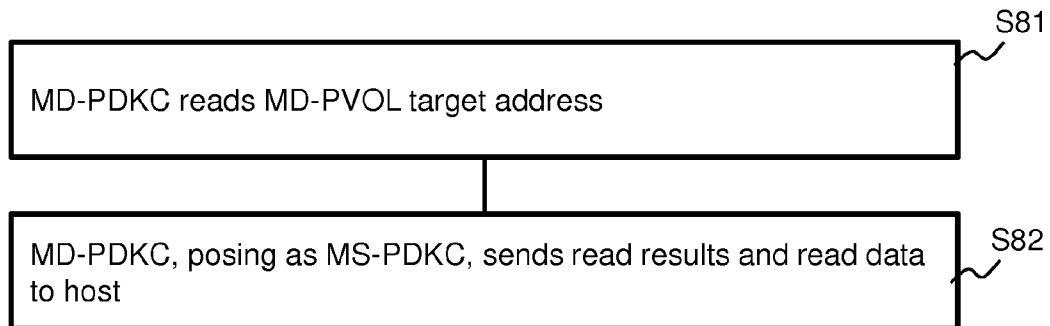 S81
MD-PDKC reads MD-PVOL target address
MD-PDKC, posing as MS-PDKC, sends read results and read data
S82
to host